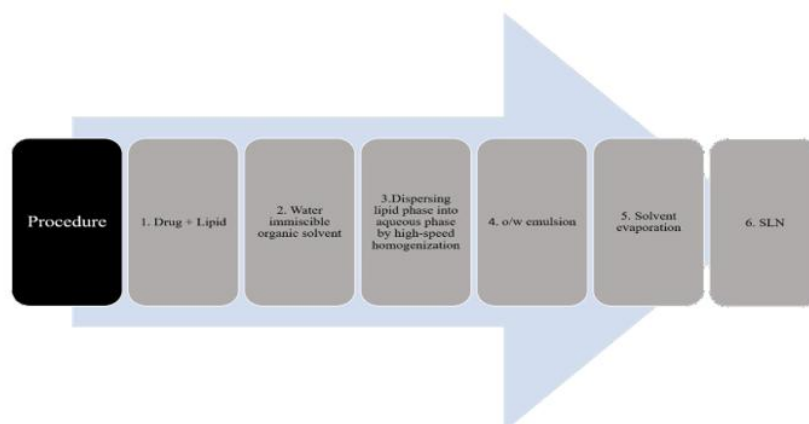 Procedure
1. Drug + Lipid
2. Water
immiscible
organic solvent
3.Dispersing
lipid phase into
aqueous phase
by high-speed
homogenization
4. o/w emulsion
5. Solvent
evaporation
6. SLN